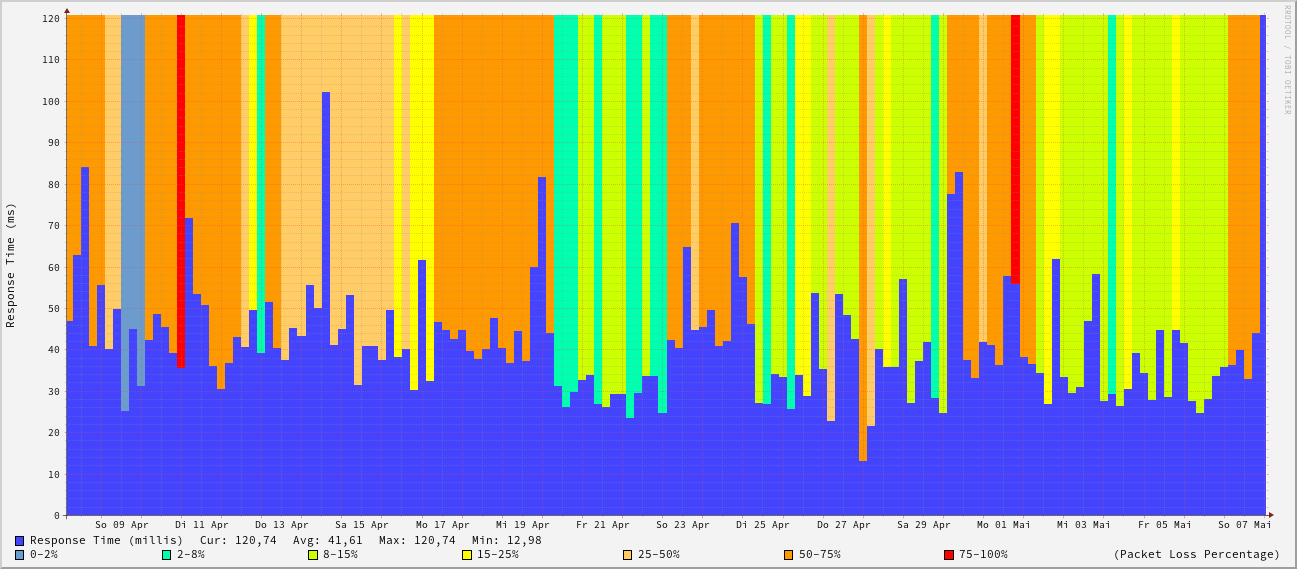 RRDTOOL / TOBI OETIKER
Response Time (ms)
120
110
100
90
80
70
60
50
40
30
20
10
0
So 09 Apr Di 11 Apr Do 13 Apr Sa 15 Apr Mo 17 Apr Mi 19 Apr Fr 21 Apr So 23 Apr Di 25 Apr Do 27 Apr Sa 29 Apr Mo 01 Mai Mi 03 Mai Fr 05 Mai So 07 Mai
Response Time (millis) Cur: 120,74 Avg: 41,61 Max: 120,74 Min: 12,98
0-2% 2-8% 8-15% 15-25% 25-50% 50-75% 75-100% (Packet Loss Percentage)